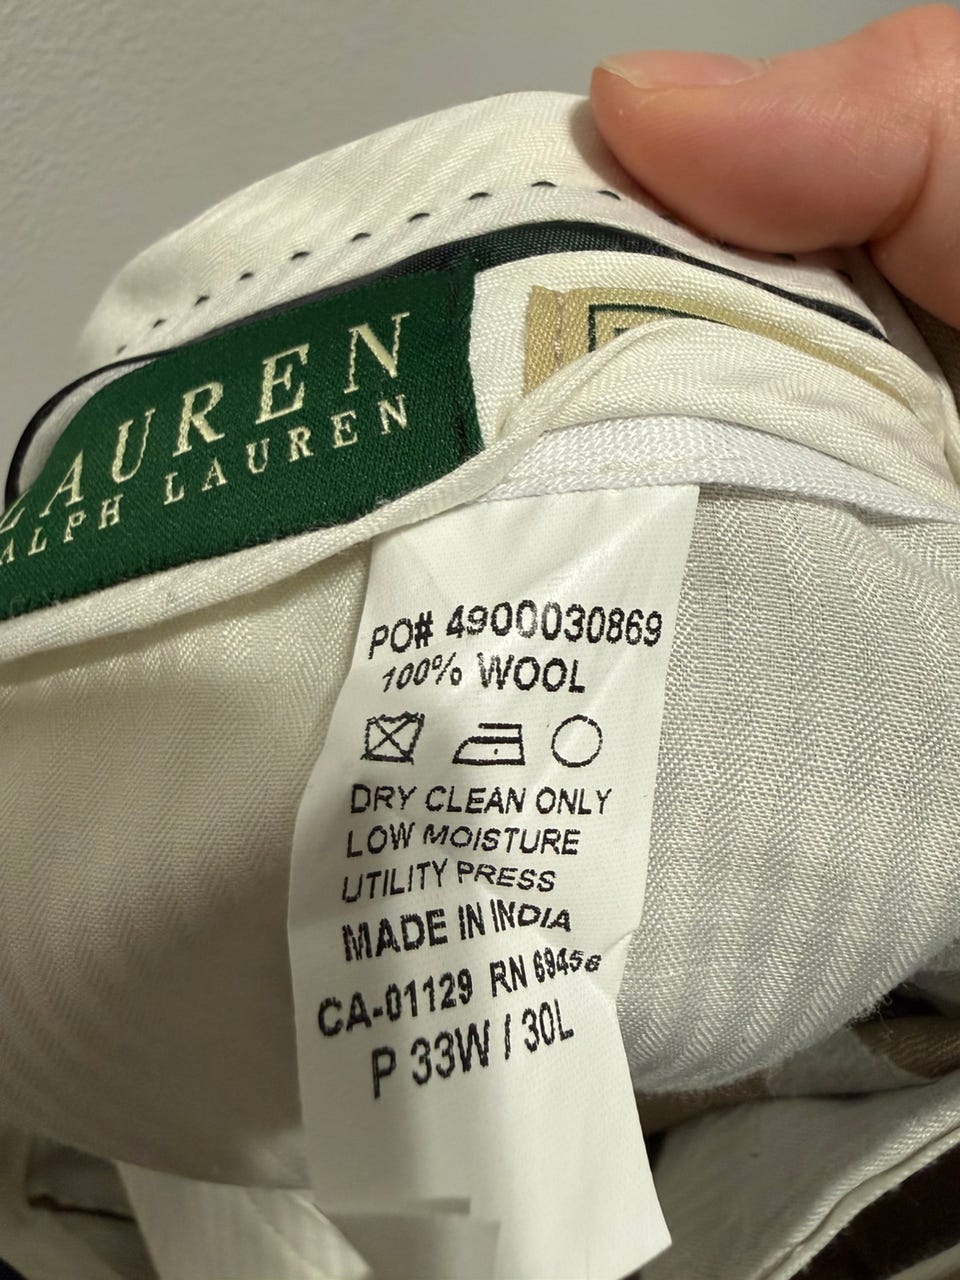 LAUREN
RALPH LAUREN
PO# 4900030869
100% WOOL
DRY CLEAN ONLY
LOW MOISTURE
UTILITY PRESS
MADE IN INDIA
CA-01129 RN 69456
P 33W / 30L